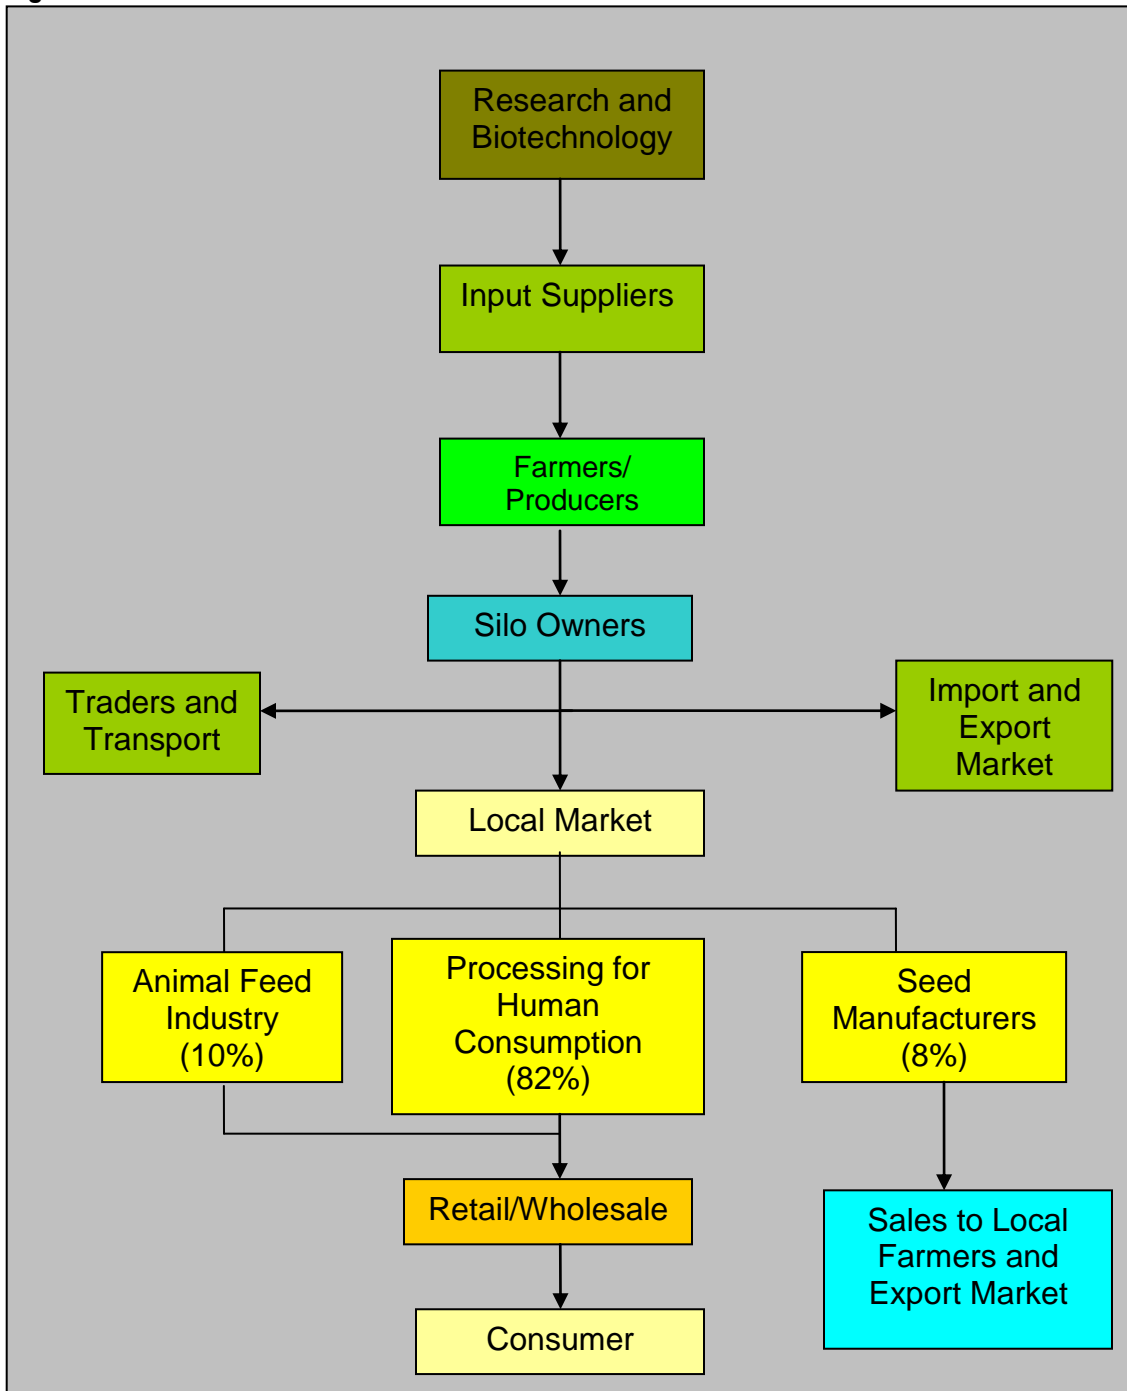 Research and
Biotechnology
Input Suppliers
Farmers/
Producers
Silo Owners
Traders and
Transport
Import and
Export
Market
Local Market
Animal Feed
Industry
(10%)
Processing for
Human
Consumption
(82%)
Seed
Manufacturers
(8%)
Retail/Wholesale
Sales to Local
Farmers and
Export Market
Consumer